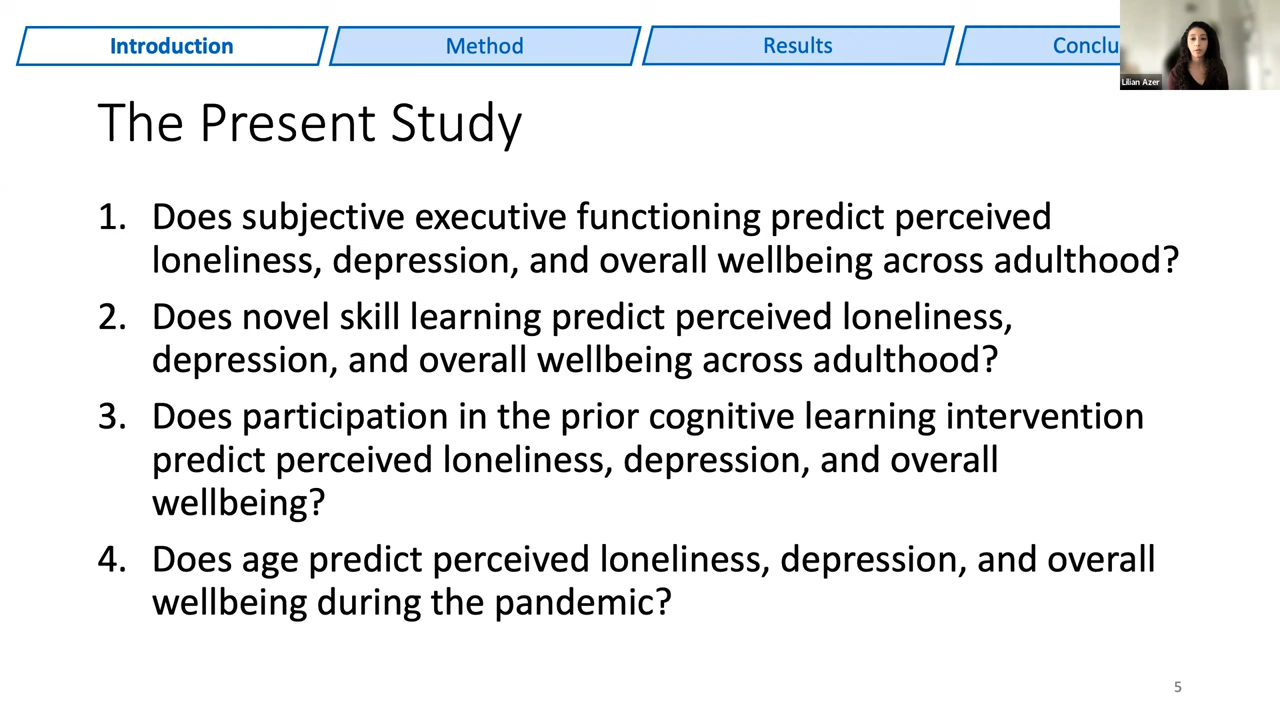 Introduction
Method
Results
Conclu
Lilian Azer
The Present Study
1. Does subjective executive functioning predict perceived
loneliness, depression, and overall wellbeing across adulthood?
2. Does novel skill learning predict perceived loneliness,
depression, and overall wellbeing across adulthood?
3. Does participation in the prior cognitive learning intervention
predict perceived loneliness, depression, and overall
wellbeing?
4. Does age predict perceived loneliness, depression, and overall
wellbeing during the pandemic?
5